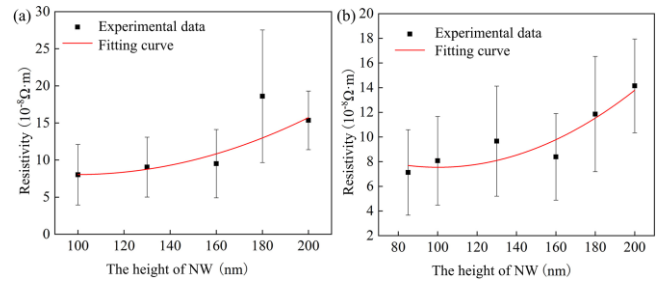 (a)
Experimental data
Fitting curve
Resistivity (10⁻⁸Ω·m)
30
25
20
15
10
5
0
100 120 140 160 180 200
The height of NW (nm)
(b)
Experimental data
Fitting curve
Resistivity (10⁻⁸Ω·m)
20
18
16
14
12
10
8
6
4
2
80 100 120 140 160 180 200
The height of NW (nm)